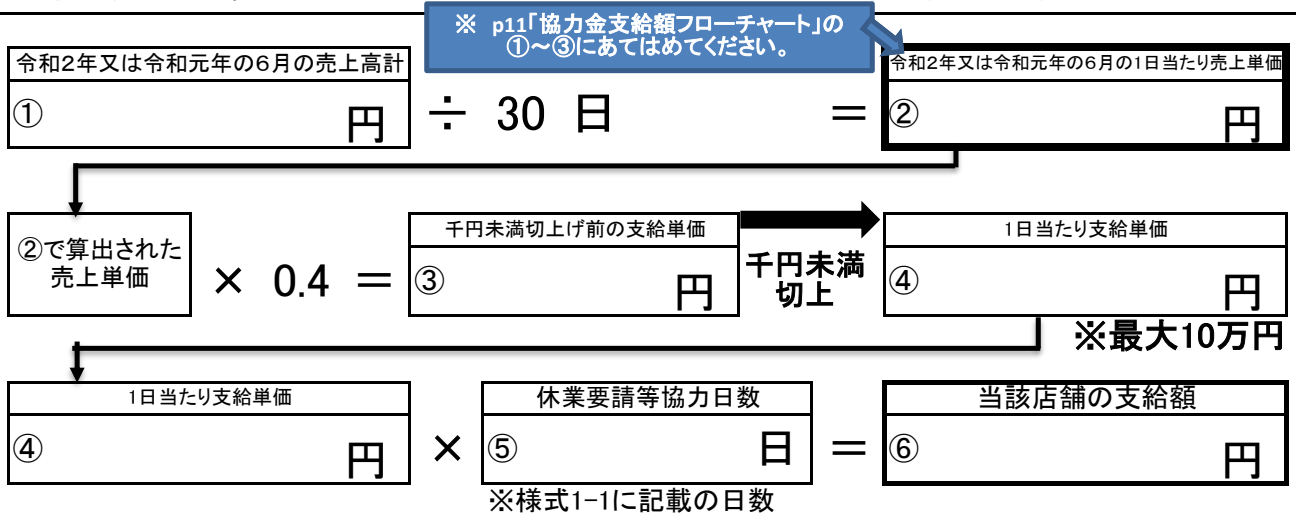 ※ p11「協力金支給額フローチャート」の
①~③にあてはめてください。
令和2年又は令和元年の6月の売上高計
① 円
÷ 30 日 =
令和2年又は令和元年の6月の1日当たり売上単価
② 円
②で算出された
売上単価
× 0.4 =
千円未満切上げ前の支給単価
③ 円
千円未満
切上
1日当たり支給単価
④ 円
※最大10万円
1日当たり支給単価
④ 円
×
休業要請等協力日数
⑤ 日
※様式1-1に記載の日数
=
当該店舗の支給額
⑥ 円